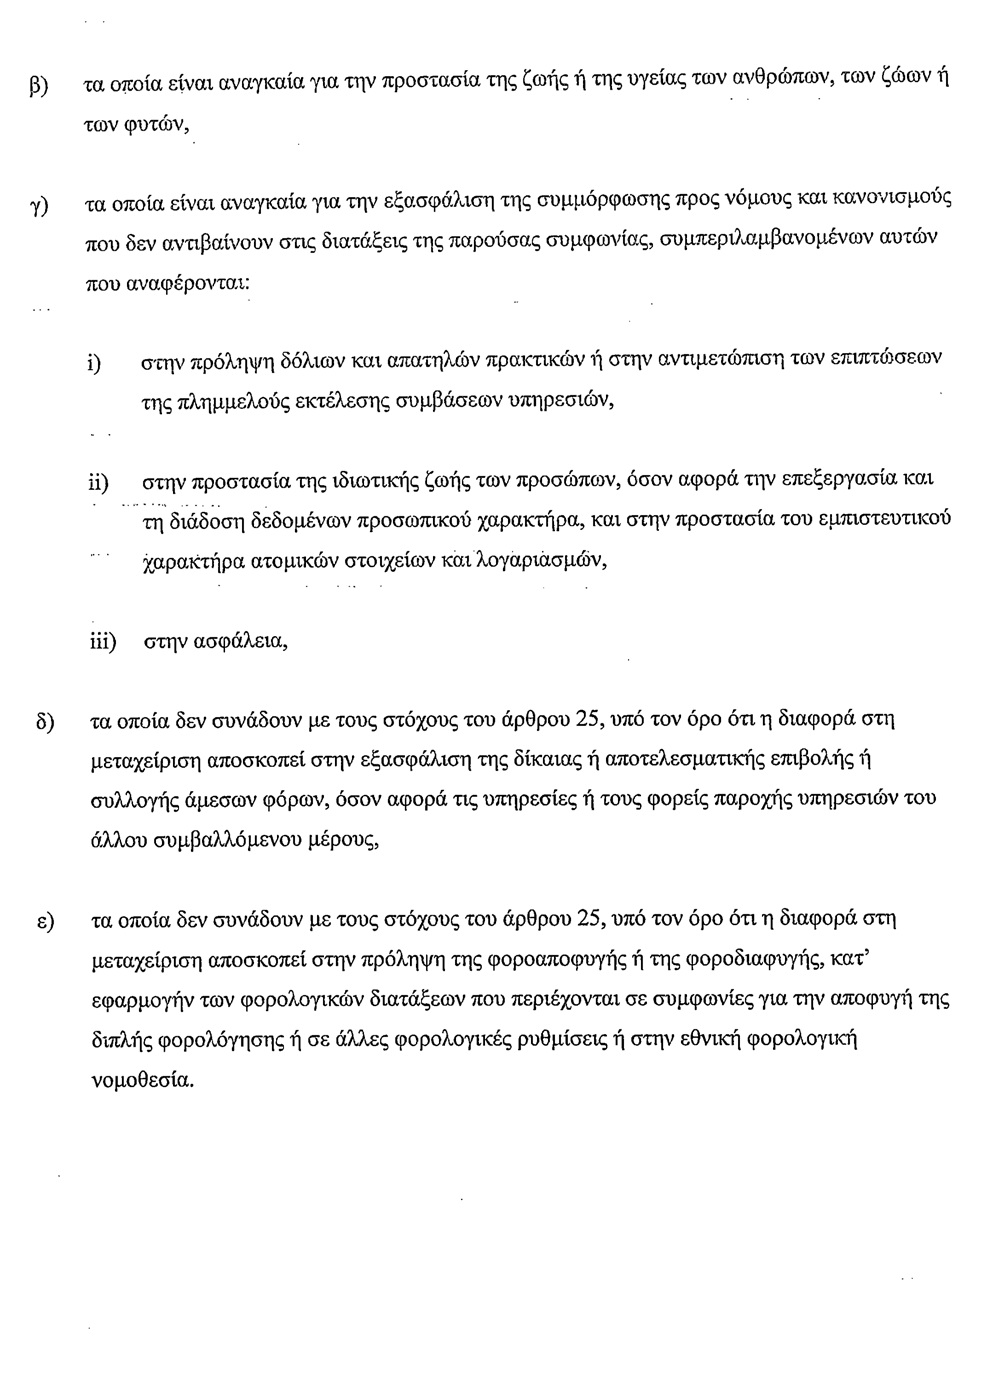 β) τα οποία είναι αναγκαία για την προστασία της ζωής ή της υγείας των ανθρώπων, των ζώων ή
των φυτών,
γ) τα οποία είναι αναγκαία για την εξασφάλιση της συμμόρφωσης προς νόμους και κανονισμούς
που δεν αντιβαίνουν στις διατάξεις της παρούσας συμφωνίας, συμπεριλαμβανομένων αυτών
που αναφέρονται:
i) στην πρόληψη δόλιων και απατηλών πρακτικών ή στην αντιμετώπιση των επιπτώσεων
της πλημμελούς εκτέλεσης συμβάσεων υπηρεσιών,
ii) στην προστασία της ιδιωτικής ζωής των προσώπων, όσον αφορά την επεξεργασία και
τη διάδοση δεδομένων προσωπικού χαρακτήρα, και στην προστασία του εμπιστευτικού
χαρακτήρα ατομικών στοιχείων και λογαριασμών,
iii) στην ασφάλεια,
δ) τα οποία δεν συνάδουν με τους στόχους του άρθρου 25, υπό τον όρο ότι η διαφορά στη
μεταχείριση αποσκοπεί στην εξασφάλιση της δίκαιας ή αποτελεσματικής επιβολής ή
συλλογής άμεσων φόρων, όσον αφορά τις υπηρεσίες ή τους φορείς παροχής υπηρεσιών του
άλλου συμβαλλόμενου μέρους,
ε) τα οποία δεν συνάδουν με τους στόχους του άρθρου 25, υπό τον όρο ότι η διαφορά στη
μεταχείριση αποσκοπεί στην πρόληψη της φοροαποφυγής ή της φοροδιαφυγής, κατ’
εφαρμογήν των φορολογικών διατάξεων που περιέχονται σε συμφωνίες για την αποφυγή της
διπλής φορολόγησης ή σε άλλες φορολογικές ρυθμίσεις ή στην εθνική φορολογική
νομοθεσία.